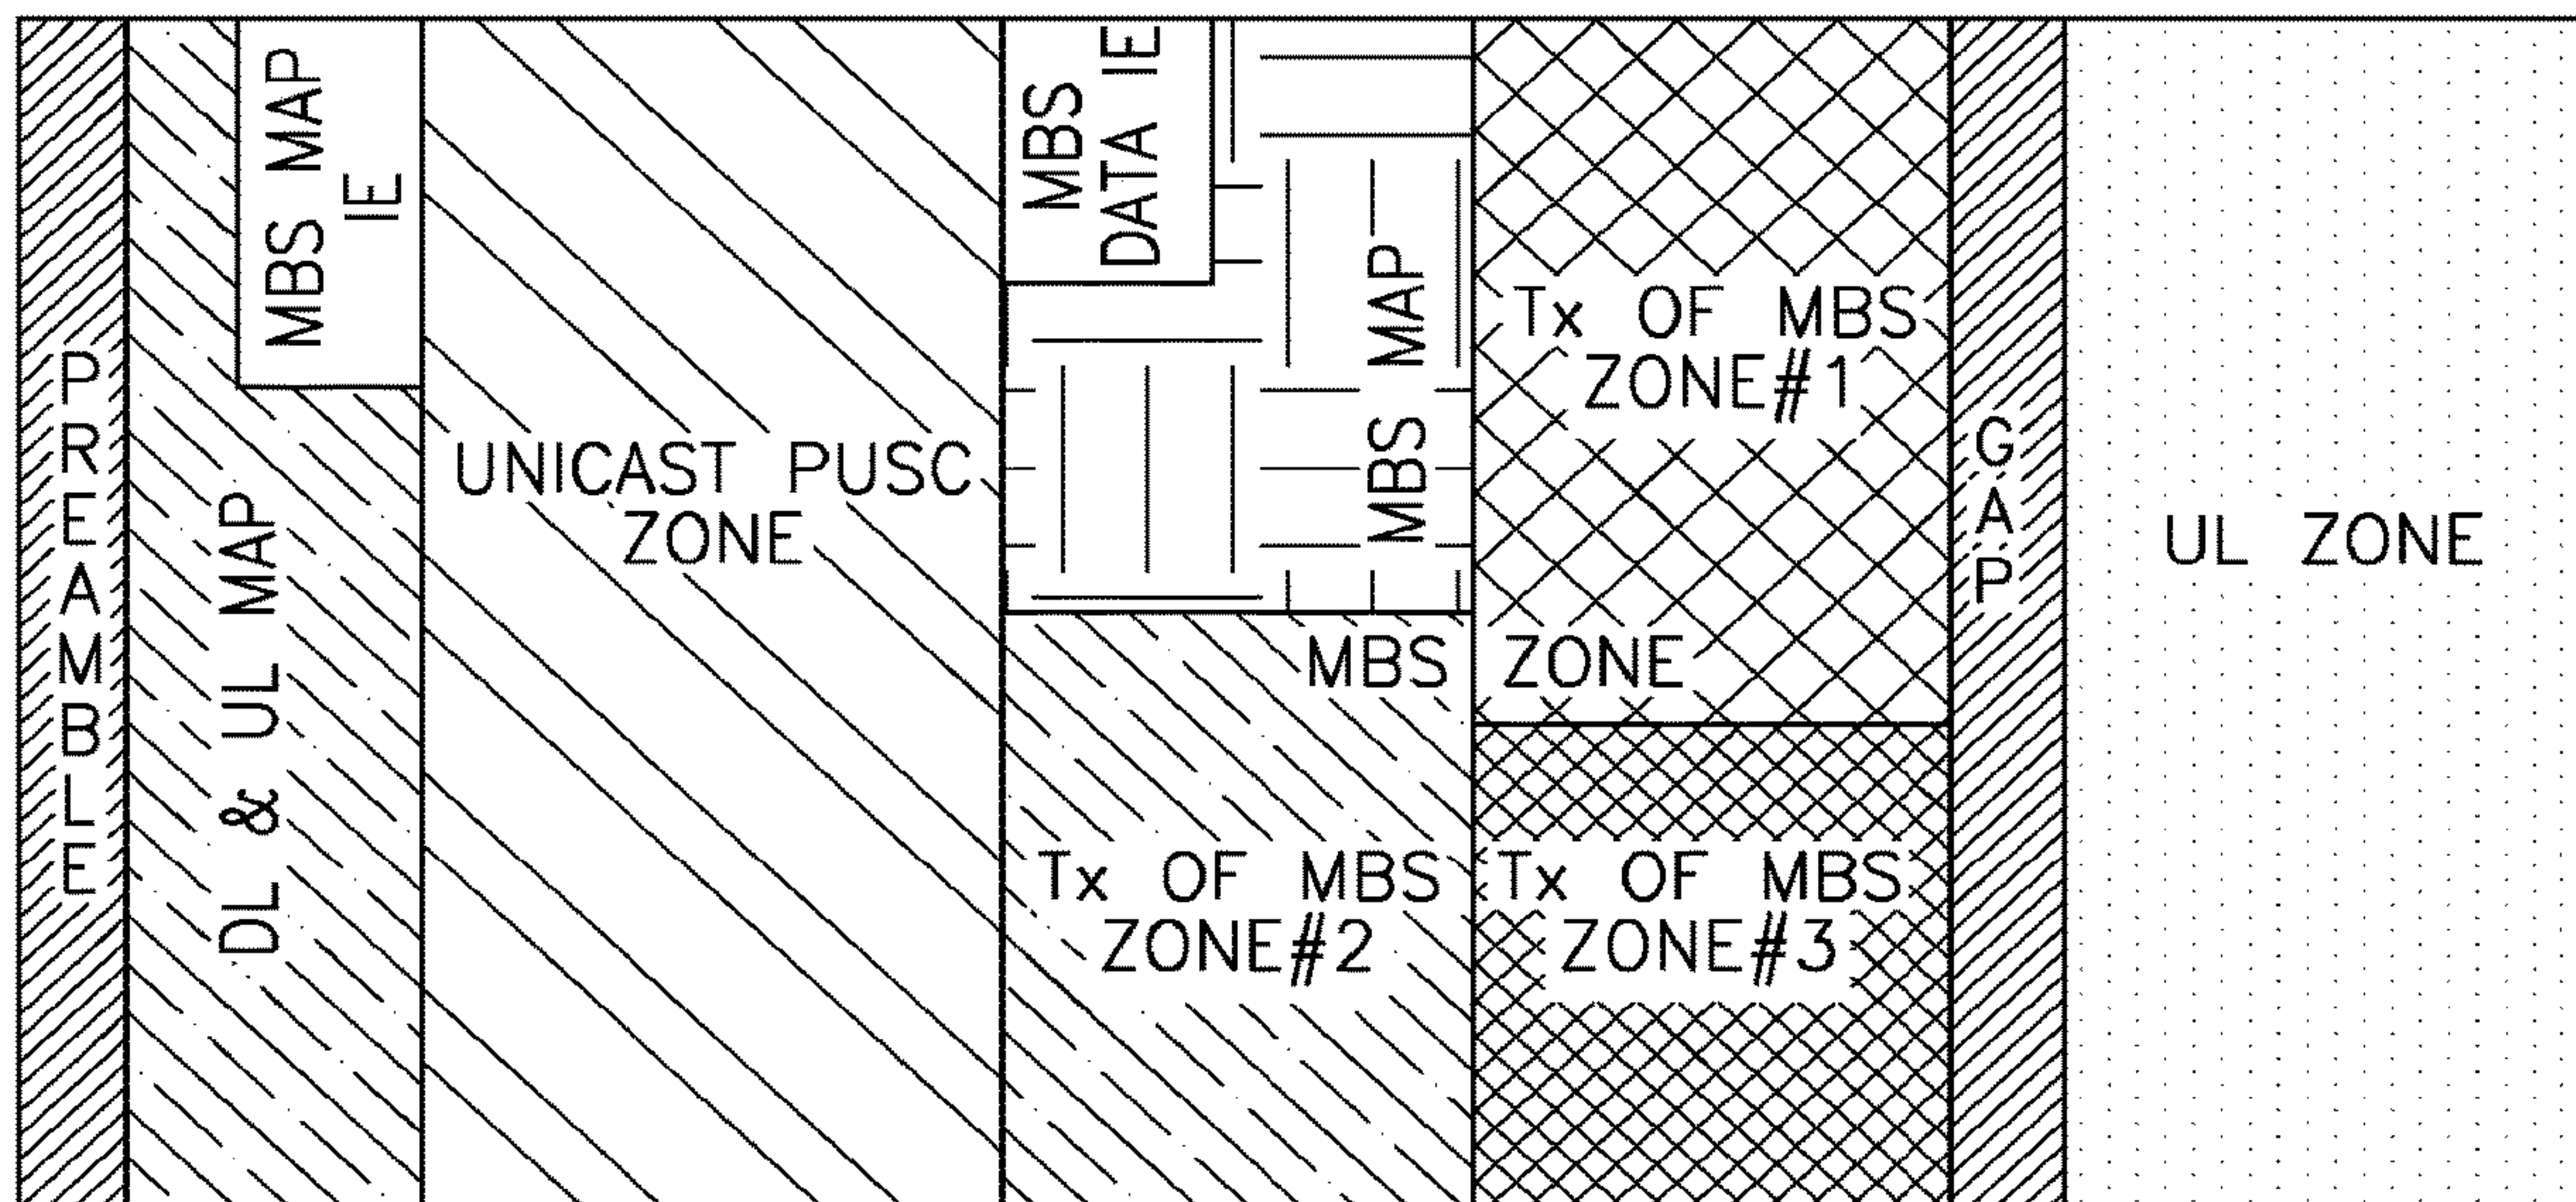 PREAMBLE
DL & UL MAP
MBS MAP
IE
UNICAST PUSC
ZONE
MBS
DATA IE
MBS MAP
MBS ZONE
Tx OF MBS
ZONE#1
Tx OF MBS
ZONE#2
Tx OF MBS
ZONE#3
GAP
UL ZONE